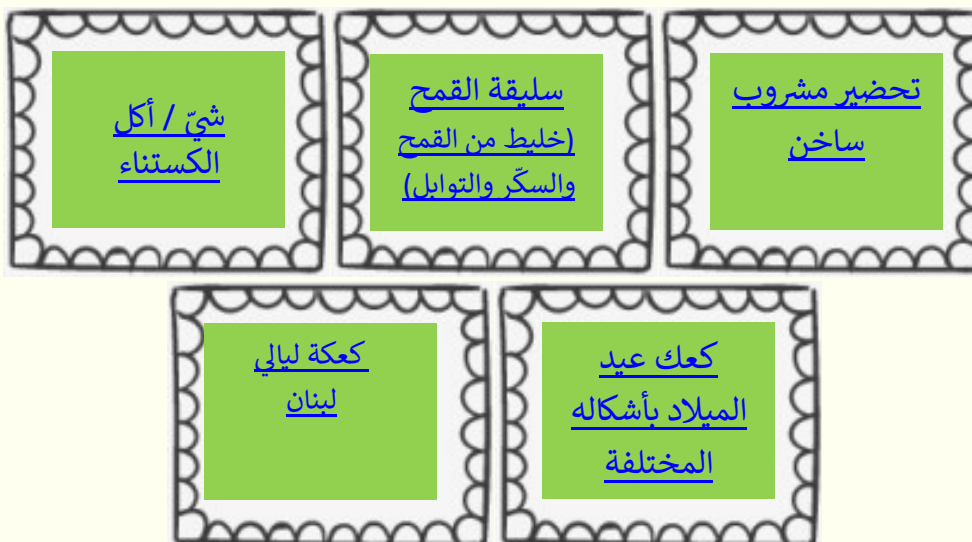 تحضير مشروب
ساخن
سليقة القمح
(خليط من القمح
والسكّر والتوابل)
شيّ / أكل
الكستناء
كعك عيد
الميلاد بأشكاله
المختلفة
كعكة ليالي
لبنان